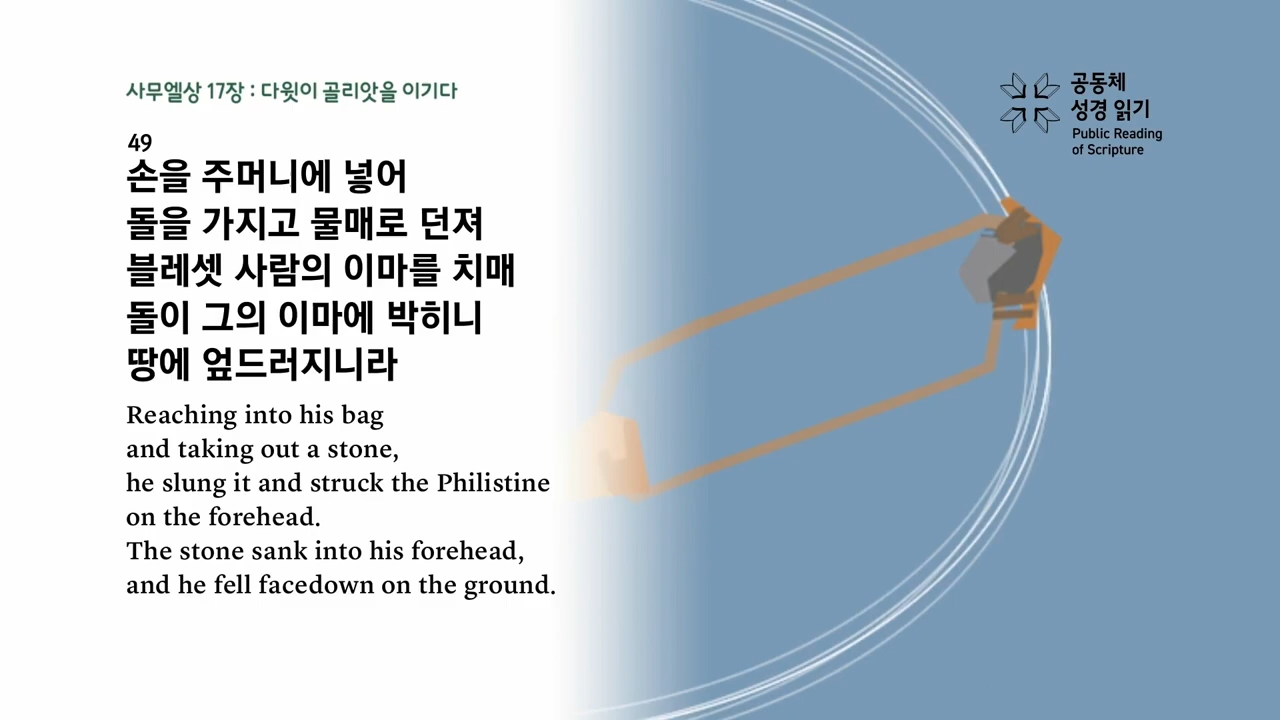 사무엘상 17장 : 다윗이 골리앗을 이기다
49
손을 주머니에 넣어
돌을 가지고 물매로 던져
블레셋 사람의 이마를 치매
돌이 그의 이마에 박히니
땅에 엎드러지니라
Reaching into his bag
and taking out a stone,
he slung it and struck the Philistine
on the forehead.
The stone sank into his forehead,
and he fell facedown on the ground.
공동체
성경 읽기
Public Reading
of Scripture